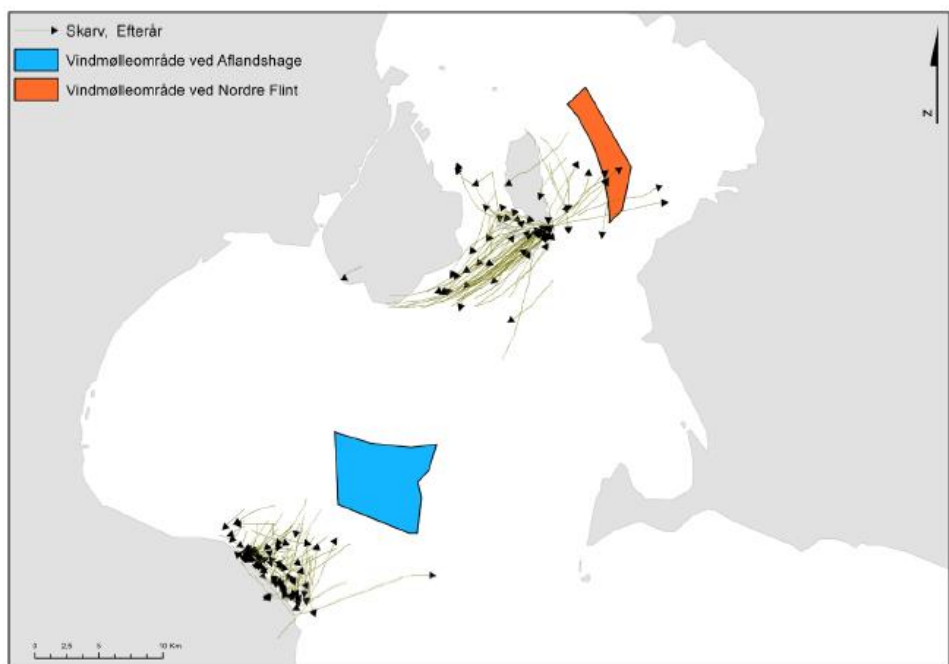 Skarv, Efterår
Vindmølleområde ved Aflandshage
Vindmølleområde ved Nordre Flint
N
0 2,5 5 10 Km